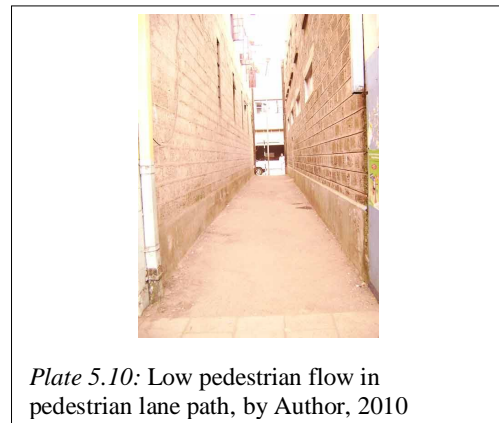 Plate 5.10: Low pedestrian flow in
pedestrian lane path, by Author, 2010